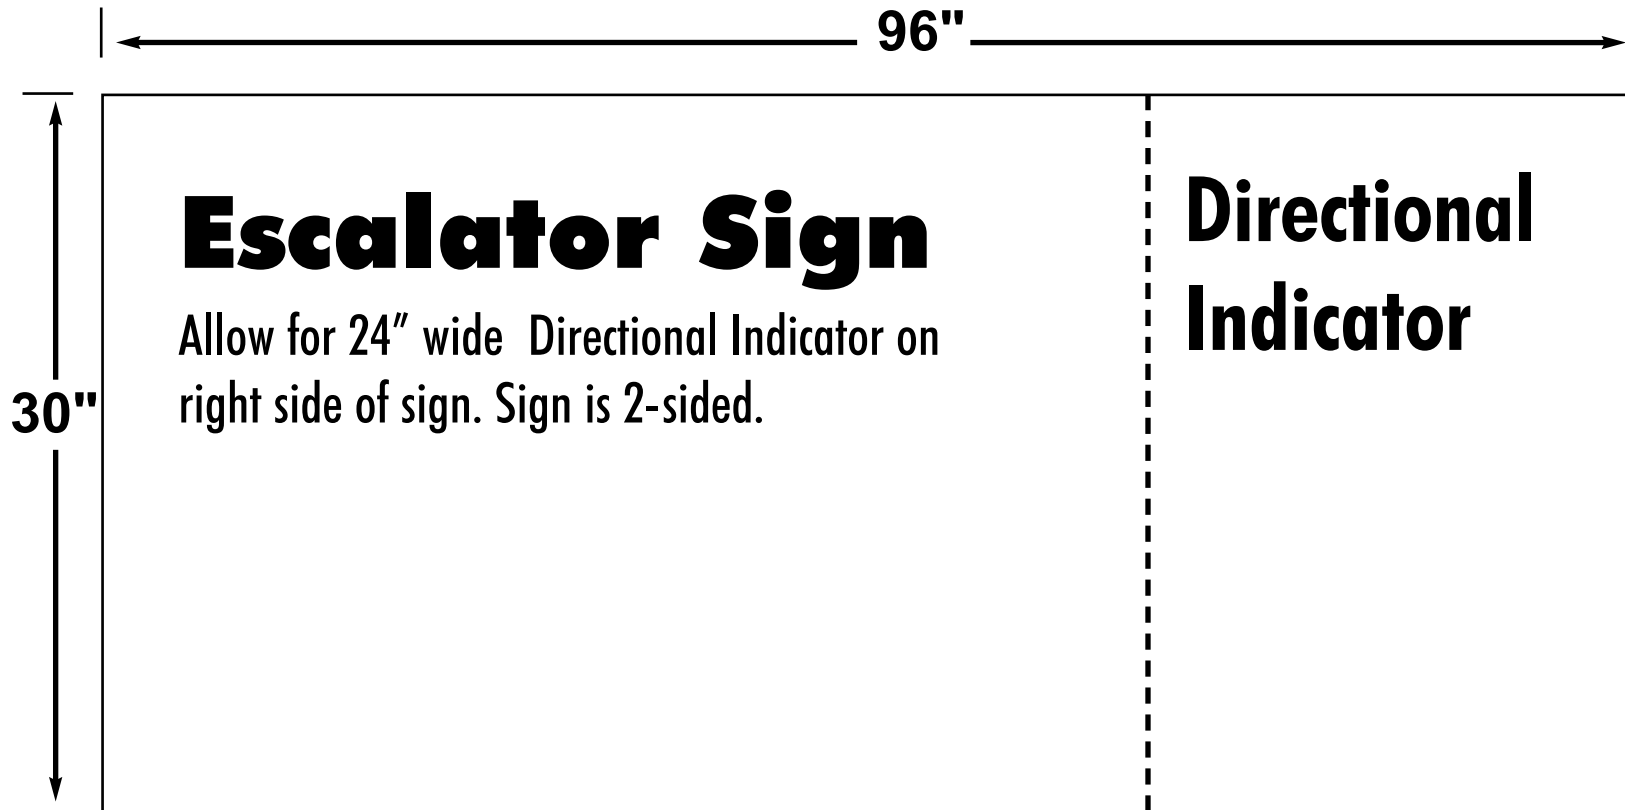 96"
Escalator Sign
Directional
Indicator
Allow for 24" wide  Directional Indicator on
right side of sign. Sign is 2-sided.
30"